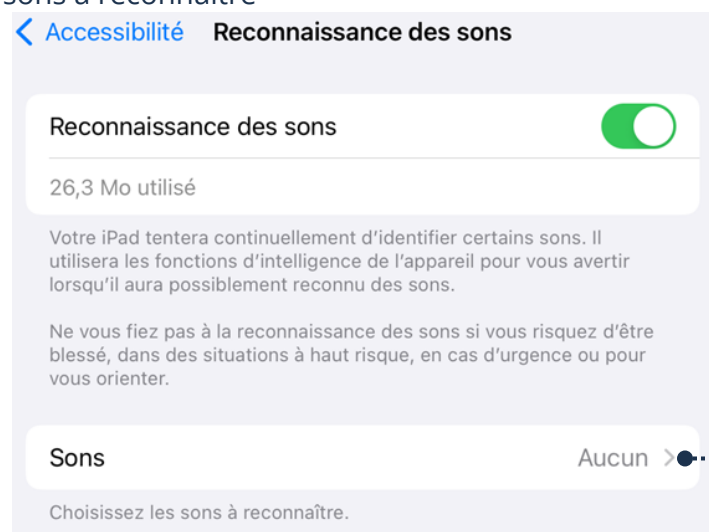 sons à reconnaître
Accessibilité Reconnaissance des sons
Reconnaissance des sons
26,3 Mo utilisé
Votre iPad tentera continuellement d'identifier certains sons. Il
utilisera les fonctions d'intelligence de l'appareil pour vous avertir
lorsqu'il aura possiblement reconnu des sons.
Ne vous fiez pas à la reconnaissance des sons si vous risquez d'être
blessé, dans des situations à haut risque, en cas d'urgence ou pour
vous orienter.
Sons Aucun
Choisissez les sons à reconnaître.